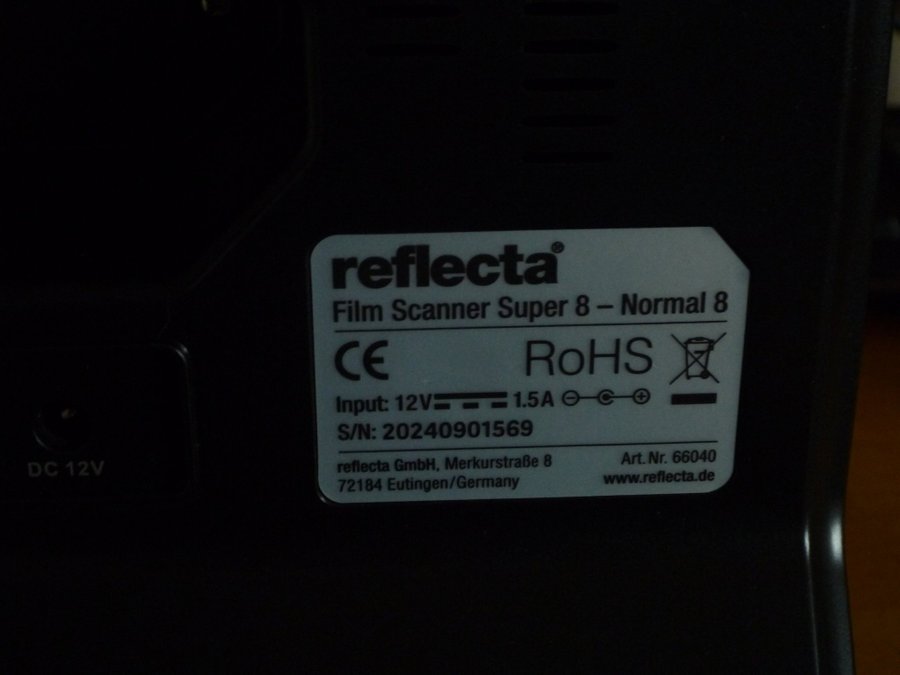 reflecta®
Film Scanner Super 8 – Normal 8
CE RoHS
Input: 12V 1.5A
S/N: 20240901569
reflecta GmbH, Merkurstraße 8
72184 Eutingen/Germany
Art.Nr. 66040
www.reflecta.de
DC 12V